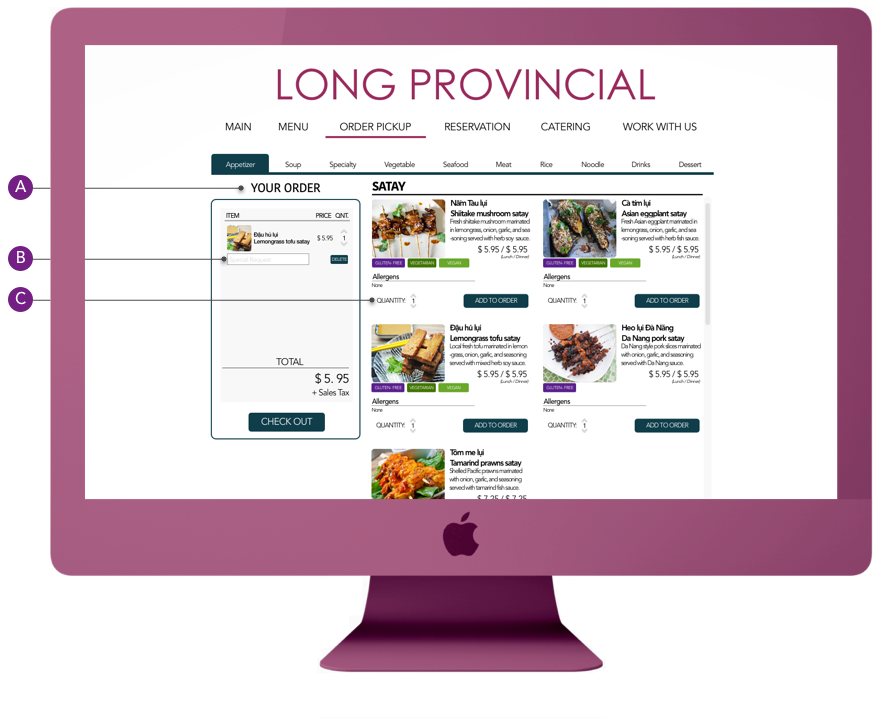 LONG PROVINCIAL
MAIN MENU ORDER PICKUP RESERVATION CATERING WORK WITH US
Appetizer Soup Specialty Vegetable Seafood Meat Rice Noodle Drinks Dessert
A
YOUR ORDER
ITEM PRICE QNT.
Đậu hủ lụi
Lemongrass tofu satay
$ 5.95 1
B
Special Request
DELETE
C
TOTAL
$ 5. 95
+ Sales Tax
CHECK OUT
SATAY
Nấm Tàu lụi
Shiitake mushroom satay
Fresh shiitake mushroom marinated
in lemongrass, onion, garlic, and sea
-soning served with herb soy sauce.
$ 5.95 / $ 5.95
(Lunch / Dinner)
GLUTEN- FREE VEGETARIAN VEGAN
Allergens
None
QUANTITY: 1 ADD TO ORDER
Cà tím lụi
Asian eggplant satay
Fresh Asian eggplant marinated
in lemongrass, onion, garlic, and sea
-soning served with herb fish sauce.
$ 5.95 / $ 5.95
(Lunch / Dinner)
GLUTEN- FREE VEGETARIAN VEGAN
Allergens
None
QUANTITY: 1 ADD TO ORDER
Đậu hủ lụi
Lemongrass tofu satay
Local fresh tofu marinated in lemon
-grass, onion, garlic, and seasoning
served with mixed herb soy sauce.
$ 5.95 / $ 5.95
(Lunch / Dinner)
GLUTEN- FREE VEGETARIAN VEGAN
Allergens
None
QUANTITY: 1 ADD TO ORDER
Heo lụi Đà Nẵng
Da Nang pork satay
Da Nang style pork slices marinated
with onion, garlic, and seasoning
served with Da Nang sauce.
$ 5.95 / $ 5.95
(Lunch / Dinner)
GLUTEN- FREE
Allergens
None
QUANTITY: 1 ADD TO ORDER
Tôm me lụi
Tamarind prawns satay
Shelled Pacific prawns marinated
with onion, garlic, and seasoning
served with tamarind fish sauce.
$ 7.25 / $ 7.25